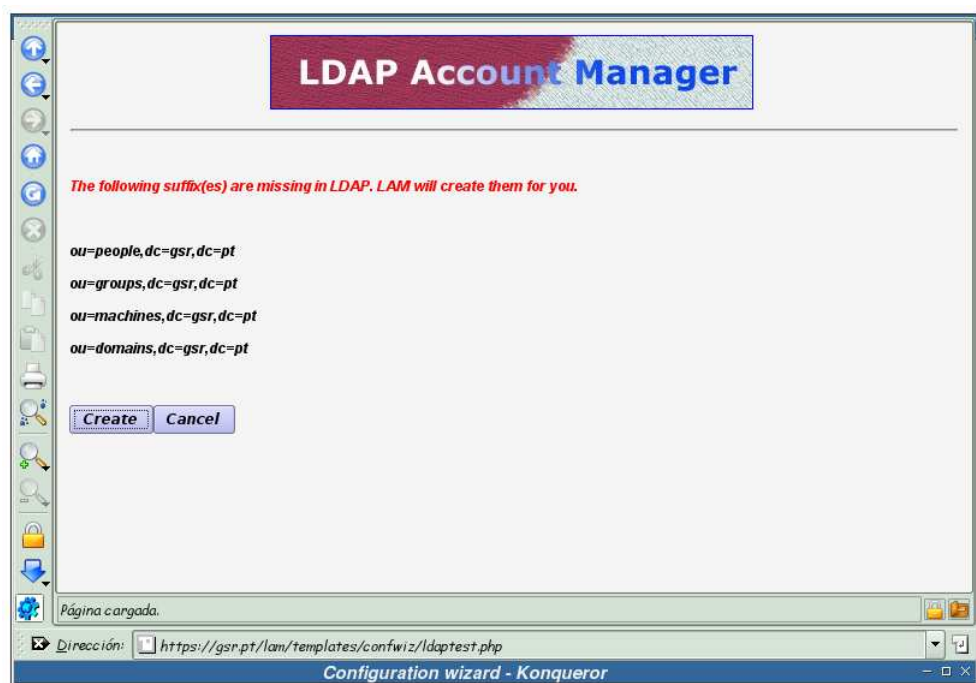 LDAP Account Manager
The following suffix(es) are missing in LDAP. LAM will create them for you.
ou=people,dc=gsr,dc=pt
ou=groups,dc=gsr,dc=pt
ou=machines,dc=gsr,dc=pt
ou=domains,dc=gsr,dc=pt
Create Cancel
Página cargada.
Dirección: https://gsr.pt/lam/templates/confwiz/ldaptest.php
Configuration wizard - Konqueror